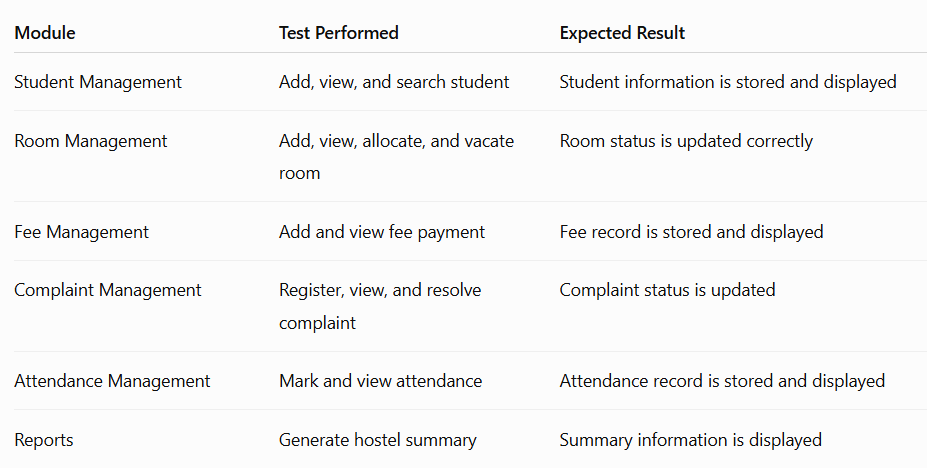 Module Test Performed Expected Result
Student Management Add, view, and search student Student information is stored and displayed
Room Management Add, view, allocate, and vacate room Room status is updated correctly
Fee Management Add and view fee payment Fee record is stored and displayed
Complaint Management Register, view, and resolve complaint Complaint status is updated
Attendance Management Mark and view attendance Attendance record is stored and displayed
Reports Generate hostel summary Summary information is displayed